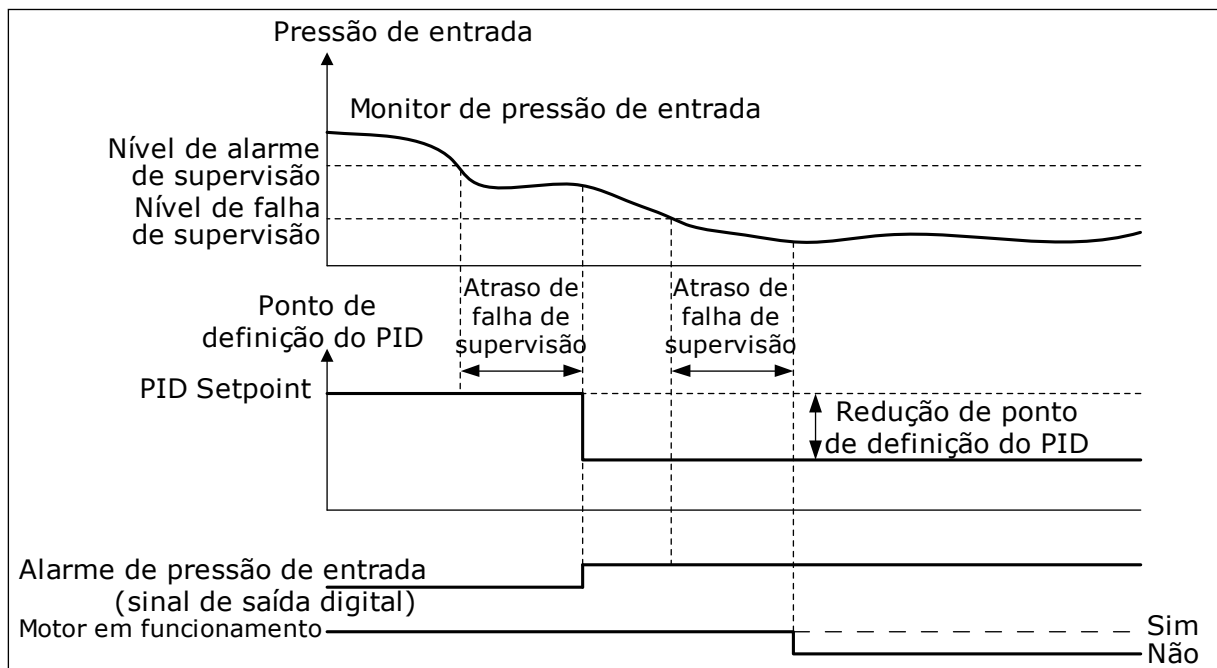 Pressão de entrada
Monitor de pressão de entrada
Nível de alarme
de supervisão
Nível de falha
de supervisão
Atraso de
falha de
supervisão
Atraso de
falha de
supervisão
Ponto de
definição do PID
PID Setpoint
Redução de ponto
de definição do PID
Alarme de pressão de entrada
(sinal de saída digital)
Motor em funcionamento
Sim
Não